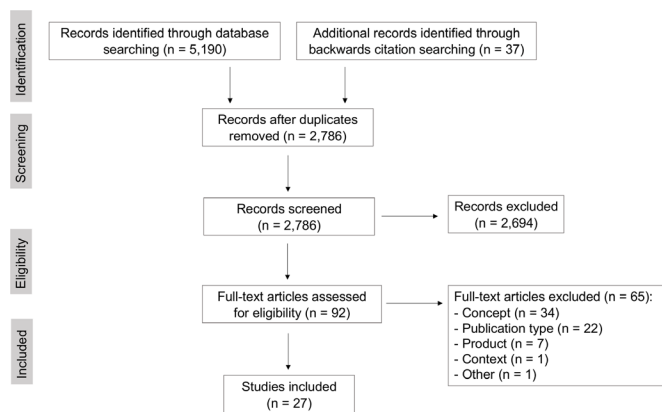 Identification
Records identified through database
searching (n = 5,190)
Additional records identified through
backwards citation searching (n = 37)
Screening
Records after duplicates
removed (n = 2,786)
Records screened
(n = 2,786)
Records excluded
(n = 2,694)
Eligibility
Full-text articles assessed
for eligibility (n = 92)
Full-text articles excluded (n = 65):
- Concept (n = 34)
- Publication type (n = 22)
- Product (n = 7)
- Context (n = 1)
- Other (n = 1)
Included
Studies included
(n = 27)